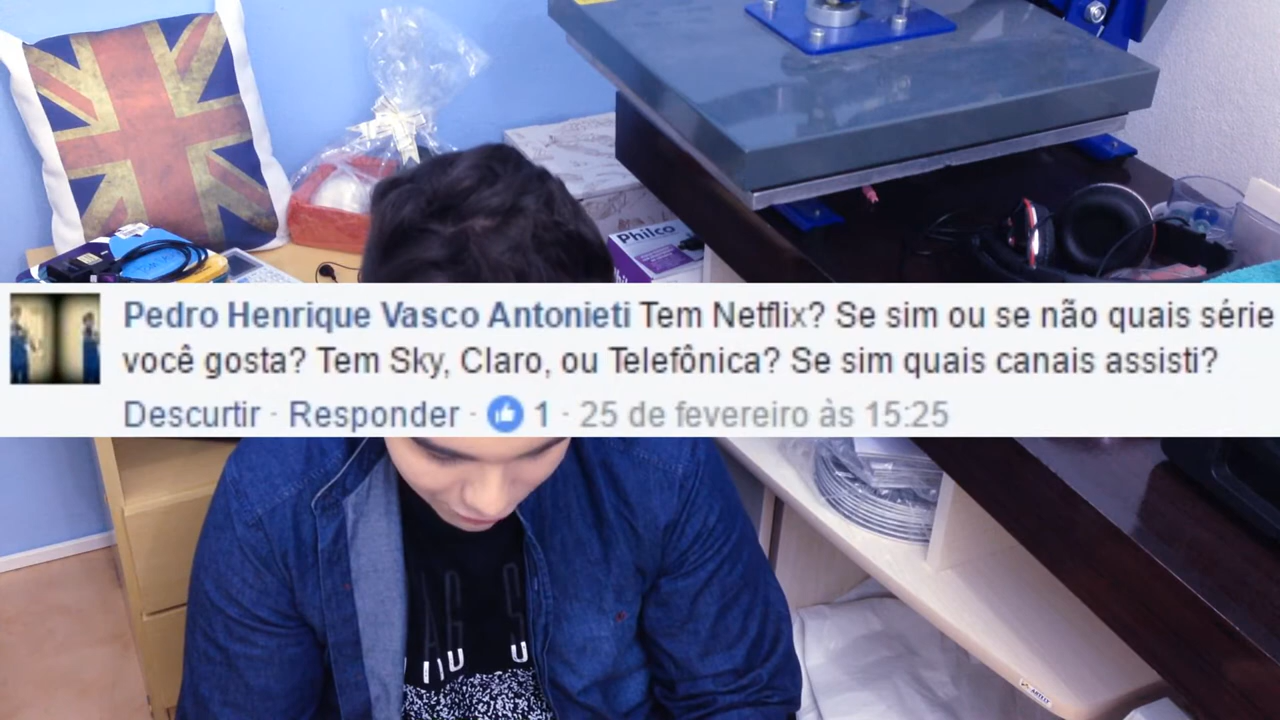 Philco
Pedro Henrique Vasco Antonieti Tem Netflix? Se sim ou se não quais série
você gosta? Tem Sky, Claro, ou Telefônica? Se sim quais canais assisti?
Descurtir · Responder · 1 · 25 de fevereiro às 15:25